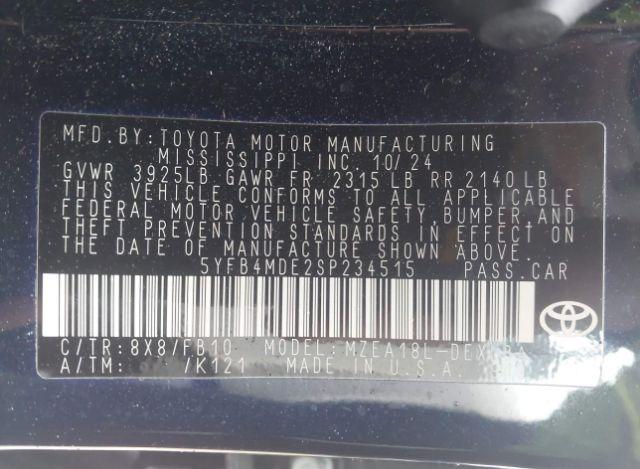 MFD. BY: TOYOTA MOTOR MANUFACTURING
MISSISSIPPI INC. 10/24
GVWR 3925LB GAWR FR 2315 LB RR 2140 LB
THIS VEHICLE CONFORMS TO ALL APPLICABLE
FEDERAL MOTOR VEHICLE SAFETY, BUMPER AND
THEFT PREVENTION STANDARDS IN EFFECT ON
THE DATE OF MANUFACTURE SHOWN ABOVE.
5YFB4MDE2SP234515 PASS.CAR
C/TR: 8X8/FB10 MODEL:
A/TM: /K121 MADE IN U.S.A.